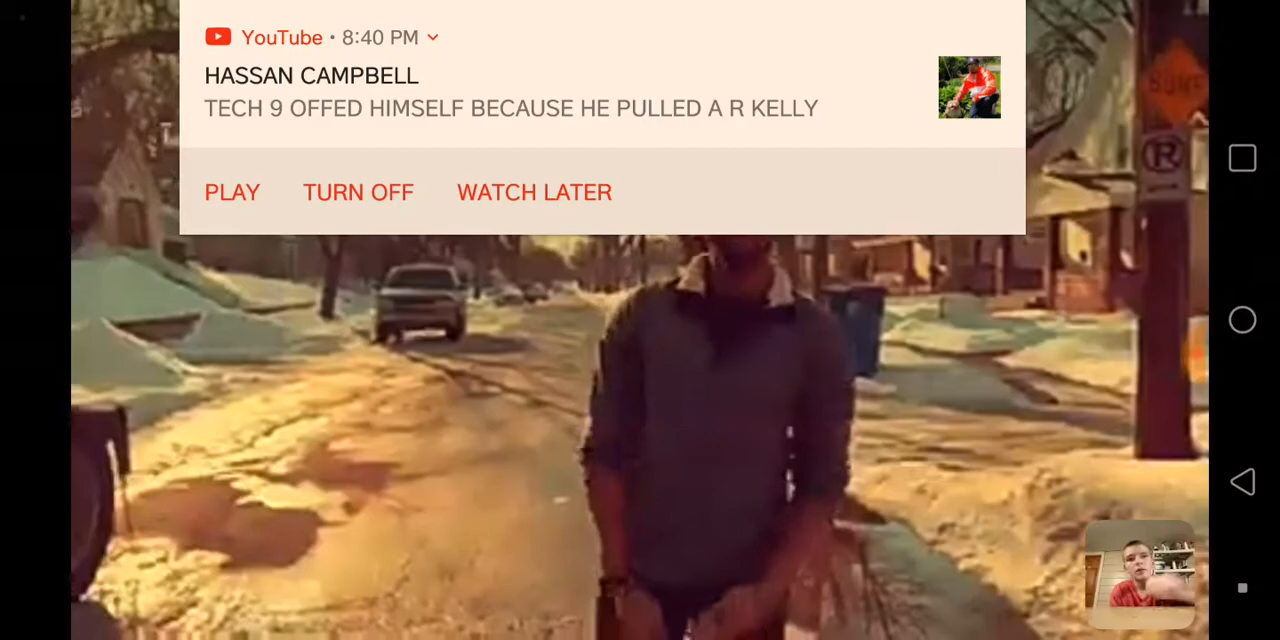 YouTube • 8:40 PM
HASSAN CAMPBELL
TECH 9 OFFED HIMSELF BECAUSE HE PULLED A R KELLY
PLAY TURN OFF WATCH LATER
R